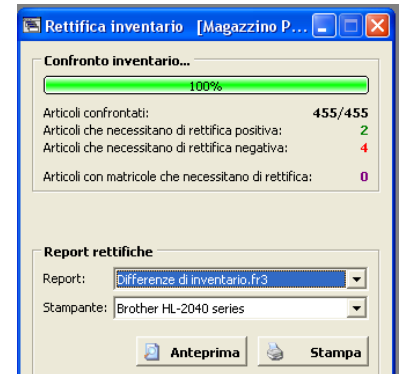 Rettifica inventario [Magazzino P...
Confronto inventario...
100%
Articoli confrontati: 455/455
Articoli che necessitano di rettifica positiva: 2
Articoli che necessitano di rettifica negativa: 4
Articoli con matricole che necessitano di rettifica: 0
Report rettifiche
Report: Differenze di inventario.fr3
Stampante: Brother HL-2040 series
Anteprima Stampa